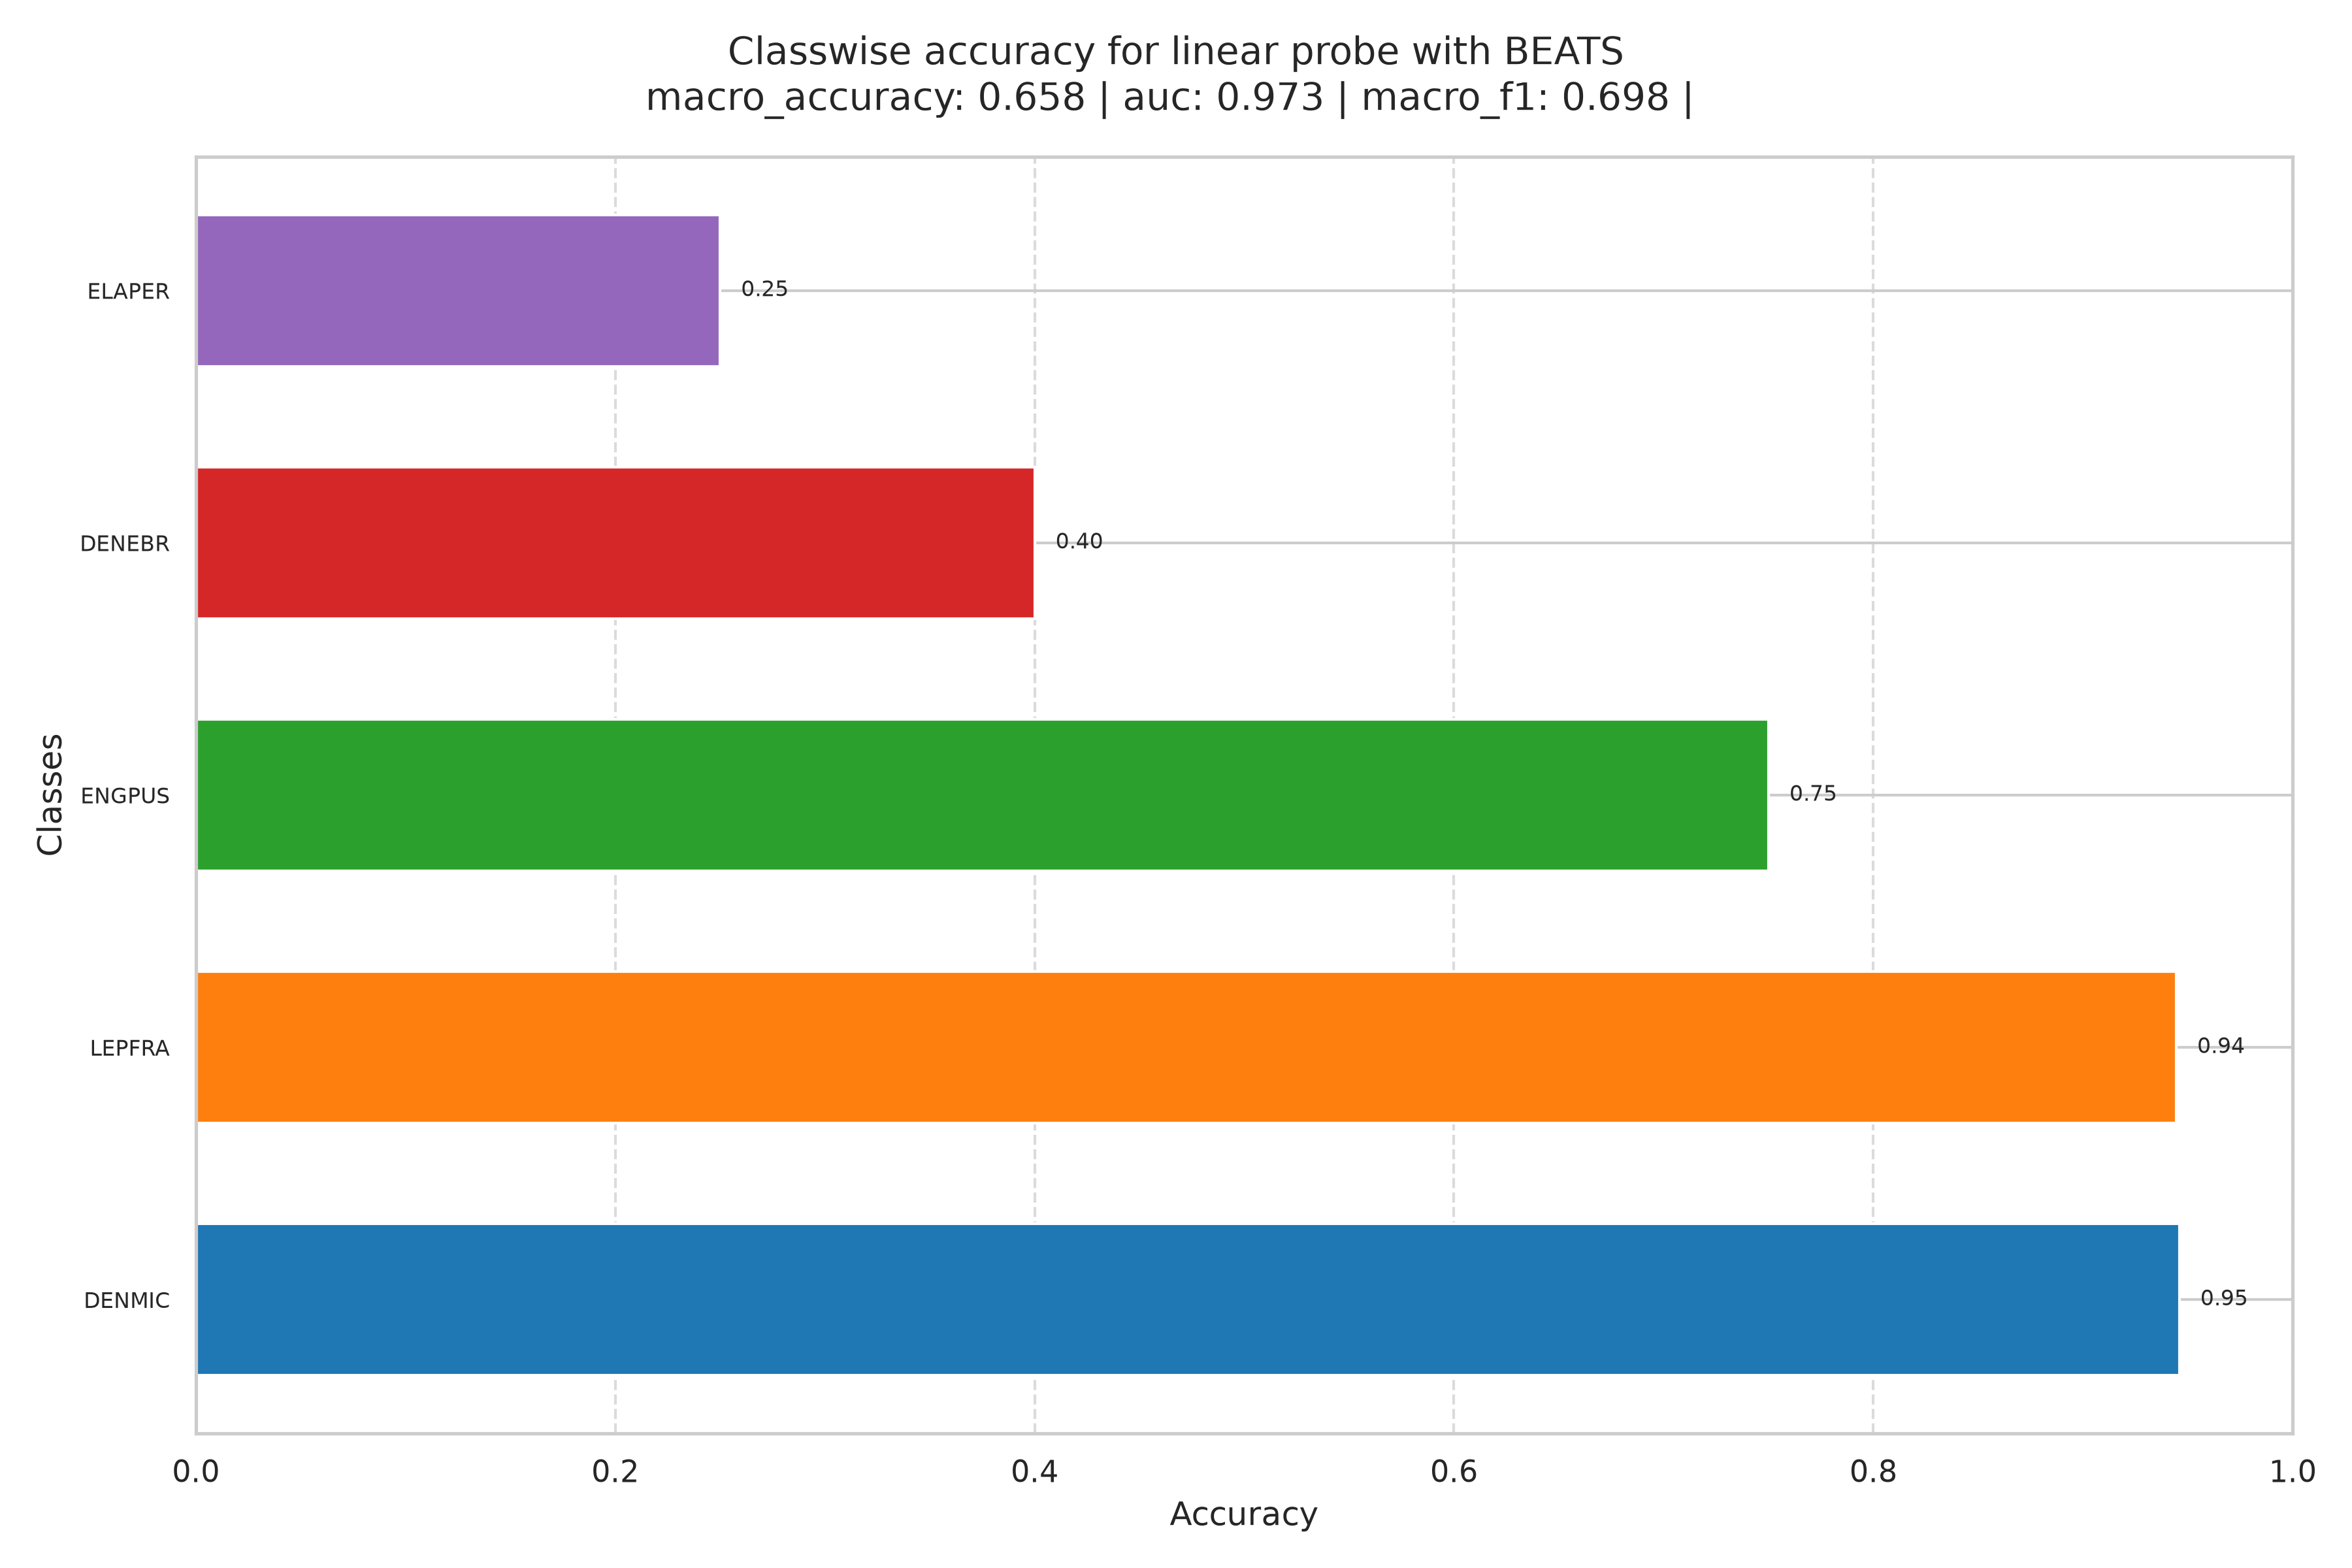 Classwise accuracy for linear probe with BEATS
macro_accuracy: 0.658 | auc: 0.973 | macro_f1: 0.698 |
Classes
ELAPER
0.25
DENEBR
0.40
ENGPUS
0.75
LEPFRA
0.94
DENMIC
0.95
0.0 0.2 0.4 0.6 0.8 1.0
Accuracy